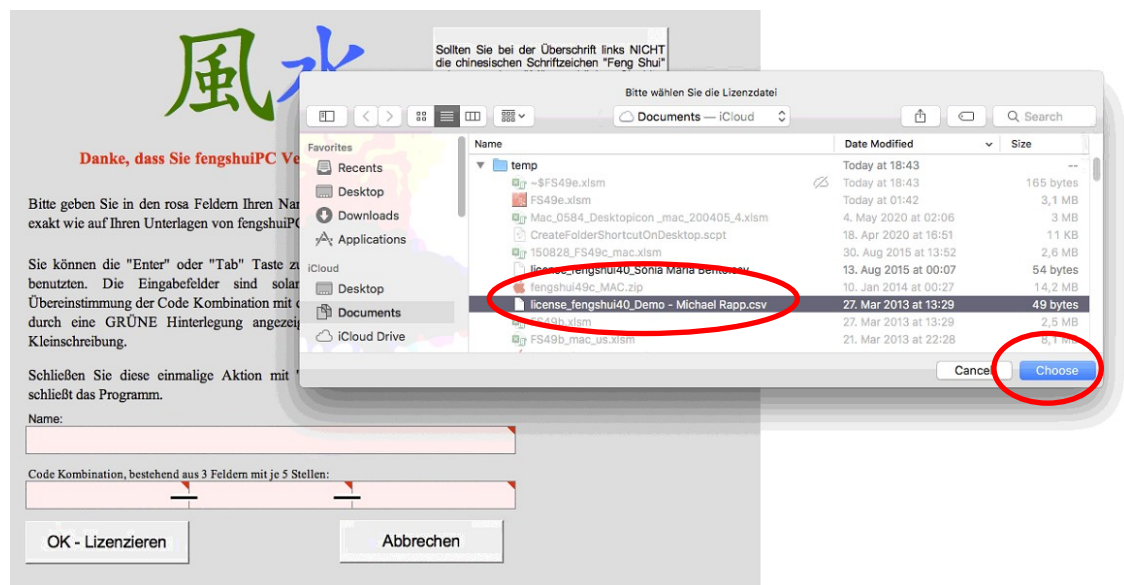 風水
Sollten Sie bei der Überschrift links NICHT
die chinesischen Schriftzeichen "Feng Shui"
Bitte wählen Sie die Lizenzdatei
Documents — iCloud
Search
Favorites
Recents
Desktop
Downloads
Applications
iCloud
Desktop
Documents
iCloud Drive
Name Date Modified Size
temp Today at 18:43 --
~$FS49e.xlsm Today at 18:43 165 bytes
FS49e.xlsm Today at 01:42 3,1 MB
Mac_0584_Desktopicon _mac_200405_4.xlsm 4. May 2020 at 02:06 3 MB
CreateFolderShortcutOnDesktop.scpt 18. Apr 2020 at 16:51 11 KB
150828_FS49c_mac.xlsm 30. Aug 2015 at 13:52 2,6 MB
license_fengshui40_Sonia Maria 13. Aug 2015 at 00:07 54 bytes
fengshui49c_MAC.zip 10. Jan 2014 at 00:27 14,2 MB
license_fengshui40_Demo - Michael Rapp.csv 27. Mar 2013 at 13:29 49 bytes
FS49b.xlsm 27. Mar 2013 at 13:29 2,5 MB
FS49b_mac_us.xlsm 21. Mar 2013 at 22:28 8,1 MB
Cancel Choose
Danke, dass Sie fengshuiPC
Bitte geben Sie in den rosa Feldern Ihren
exakt wie auf Ihren Unterlagen von
Sie können die "Enter" oder "Tab" Taste
benutzten. Die Eingabefelder sind
Übereinstimmung der Code Kombination mit
durch eine GRÜNE Hinterlegung
Kleinschreibung.
Schließen Sie diese einmalige Aktion mit "
schließt das Programm.
Name:
Code Kombination, bestehend aus 3 Feldern mit je 5 Stellen:
OK - Lizenzieren Abbrechen